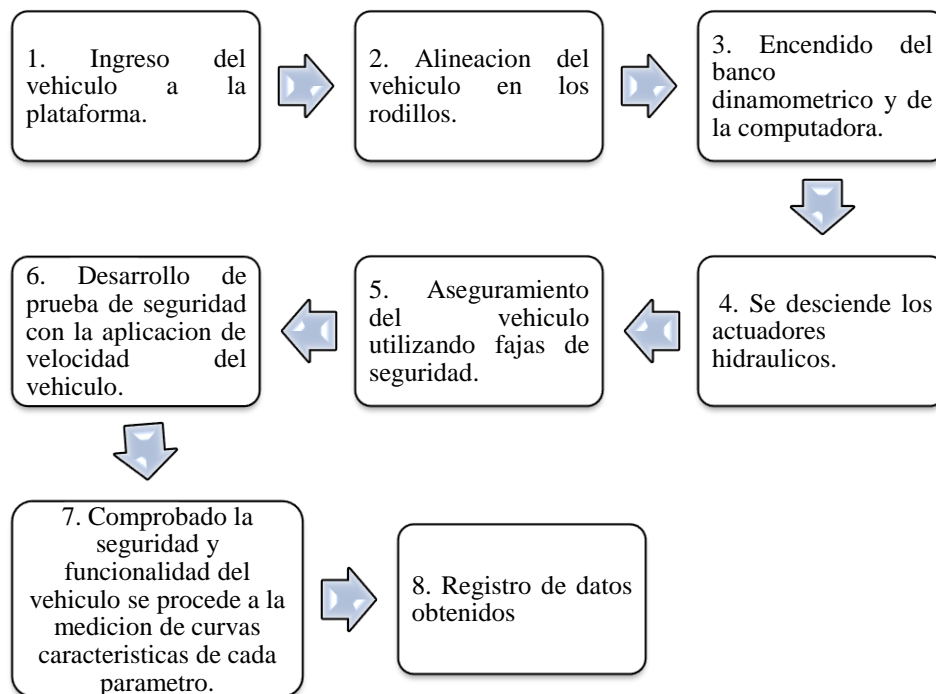 1. Ingreso del
vehiculo a la
plataforma.
2. Alineacion del
vehiculo en los
rodillos.
3. Encendido del
banco
dinamometrico y de
la computadora.
4. Se desciende los
actuadores
hidraulicos.
5. Aseguramiento
del vehiculo
utilizando fajas de
seguridad.
6. Desarrollo de
prueba de seguridad
con la aplicacion de
velocidad del
vehiculo.
7. Comprobado la
seguridad y
funcionalidad del
vehiculo se procede a la
medicion de curvas
caracteristicas de cada
parametro.
8. Registro de datos
obtenidos